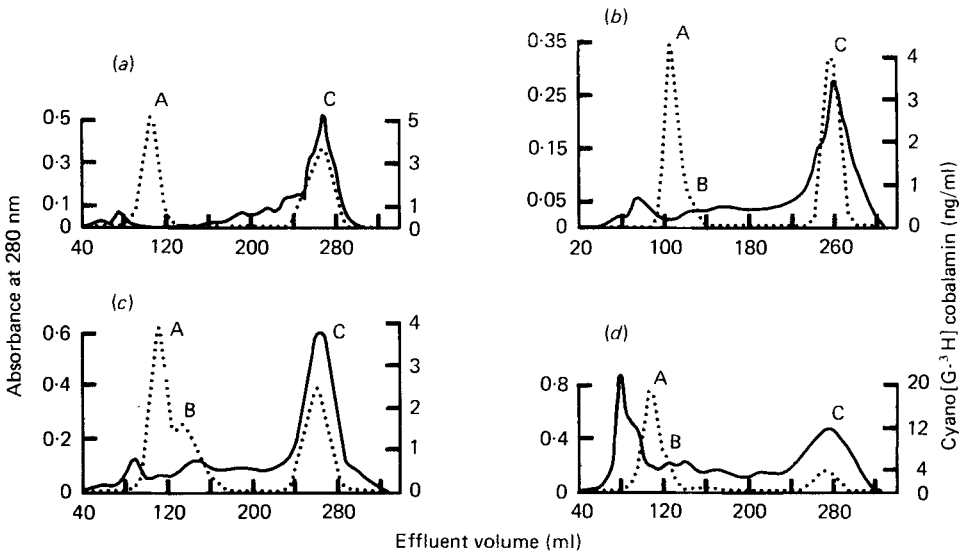 (a)
A
C
0·5
0·3
0·1
0
5
3
1
0
40
120
200
280
(b)
A
B
C
0·35
0·25
0·15
0·05
0
4
3
2
1
0
20
100
180
260
(c)
A
B
C
0·6
0·4
0·2
0
4
3
2
1
0
40
120
200
280
(d)
A
B
C
0·8
0·4
0
20
12
4
0
40
120
200
280
Absorbance at 280 nm
Cyano[G-³H] cobalamin (ng/ml)
Effluent volume (ml)